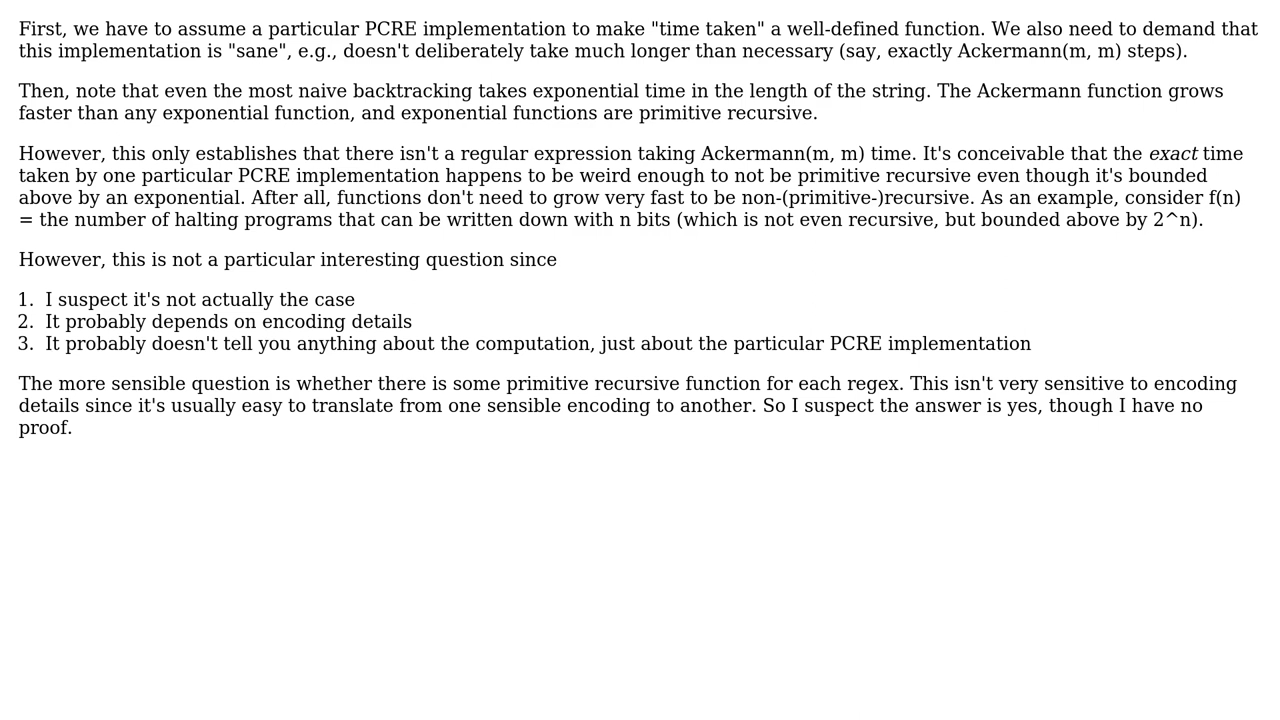 First, we have to assume a particular PCRE implementation to make "time taken" a well-defined function. We also need to demand that
this implementation is "sane", e.g., doesn't deliberately take much longer than necessary (say, exactly Ackermann(m, m) steps).
Then, note that even the most naive backtracking takes exponential time in the length of the string. The Ackermann function grows
faster than any exponential function, and exponential functions are primitive recursive.
However, this only establishes that there isn't a regular expression taking Ackermann(m, m) time. It's conceivable that the exact time
taken by one particular PCRE implementation happens to be weird enough to not be primitive recursive even though it's bounded
above by an exponential. After all, functions don't need to grow very fast to be non-(primitive-)recursive. As an example, consider f(n)
= the number of halting programs that can be written down with n bits (which is not even recursive, but bounded above by 2^n).
However, this is not a particular interesting question since
1. I suspect it's not actually the case
2. It probably depends on encoding details
3. It probably doesn't tell you anything about the computation, just about the particular PCRE implementation
The more sensible question is whether there is some primitive recursive function for each regex. This isn't very sensitive to encoding
details since it's usually easy to translate from one sensible encoding to another. So I suspect the answer is yes, though I have no
proof.